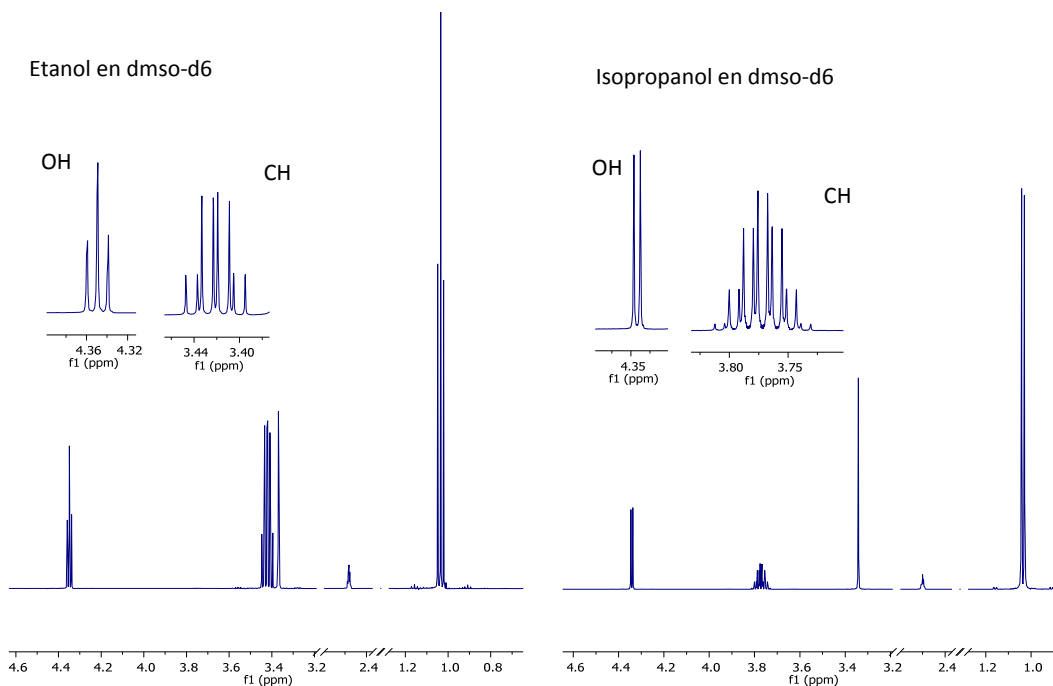 Etanol en dmso-d6
OH
CH
4.36 4.32
f1 (ppm)
3.44 3.40
f1 (ppm)
4.6 4.4 4.2 4.0 3.8 3.6 3.4 3.2 2.4 1.2 1.0 0.8
f1 (ppm)
Isopropanol en dmso-d6
OH
CH
4.35
f1 (ppm)
3.80 3.75
f1 (ppm)
4.6 4.4 4.2 4.0 3.8 3.6 3.4 3.2 2.4 1.2 1.0
f1 (ppm)